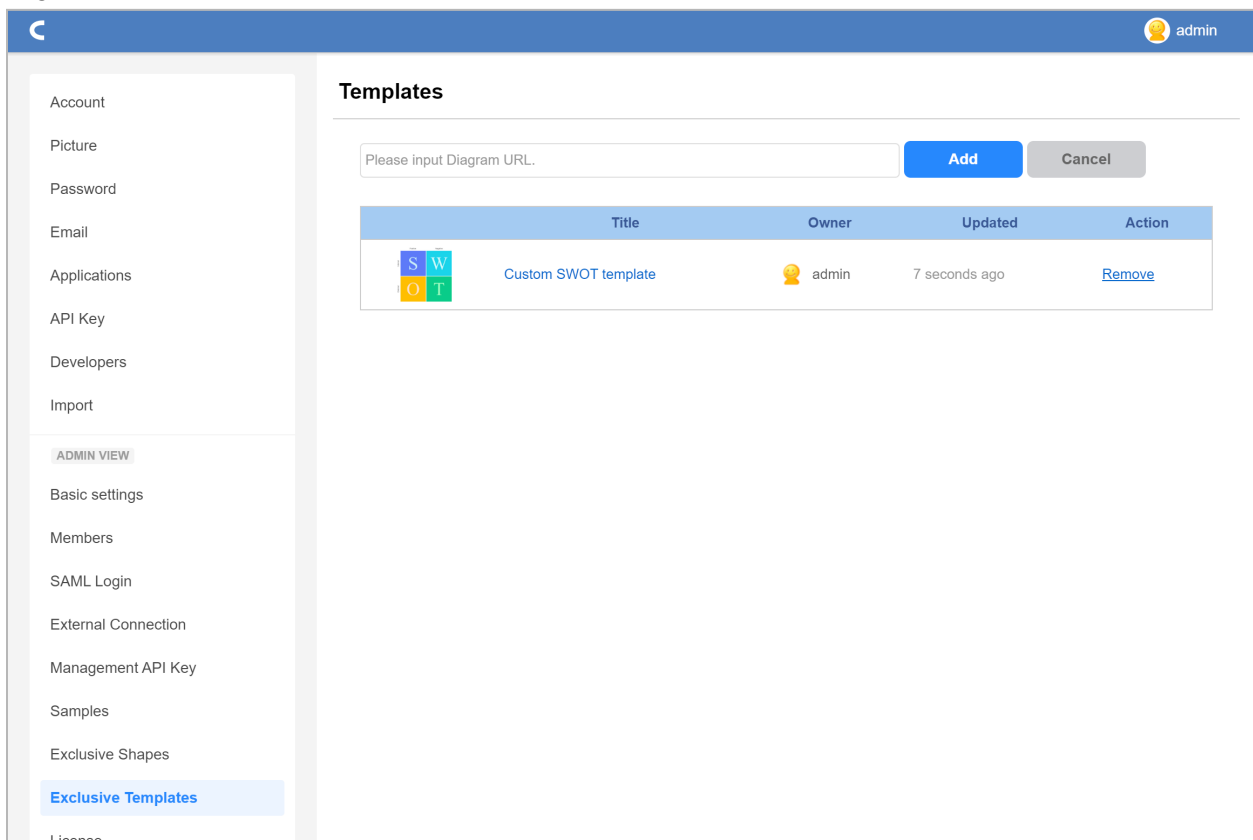 admin
Account
Picture
Password
Email
Applications
API Key
Developers
Import
ADMIN VIEW
Basic settings
Members
SAML Login
External Connection
Management API Key
Samples
Exclusive Shapes
Exclusive Templates
License
Templates
Please input Diagram URL. Add Cancel
Title Owner Updated Action
S W
O T
Custom SWOT template admin 7 seconds ago Remove